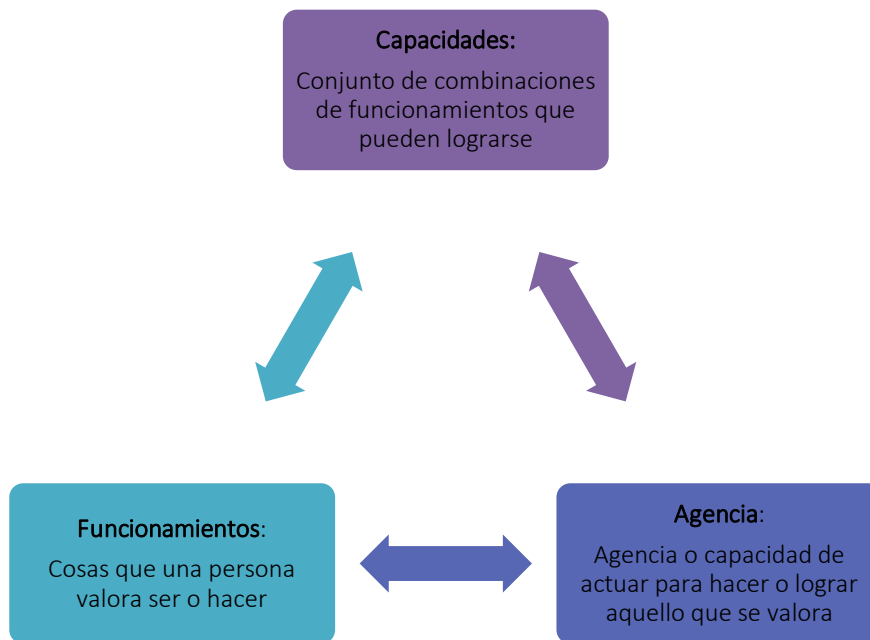 Capacidades:
Conjunto de combinaciones
de funcionamientos que
pueden lograrse
Funcionamientos:
Cosas que una persona
valora ser o hacer
Agencia:
Agencia o capacidad de
actuar para hacer o lograr
aquello que se valora